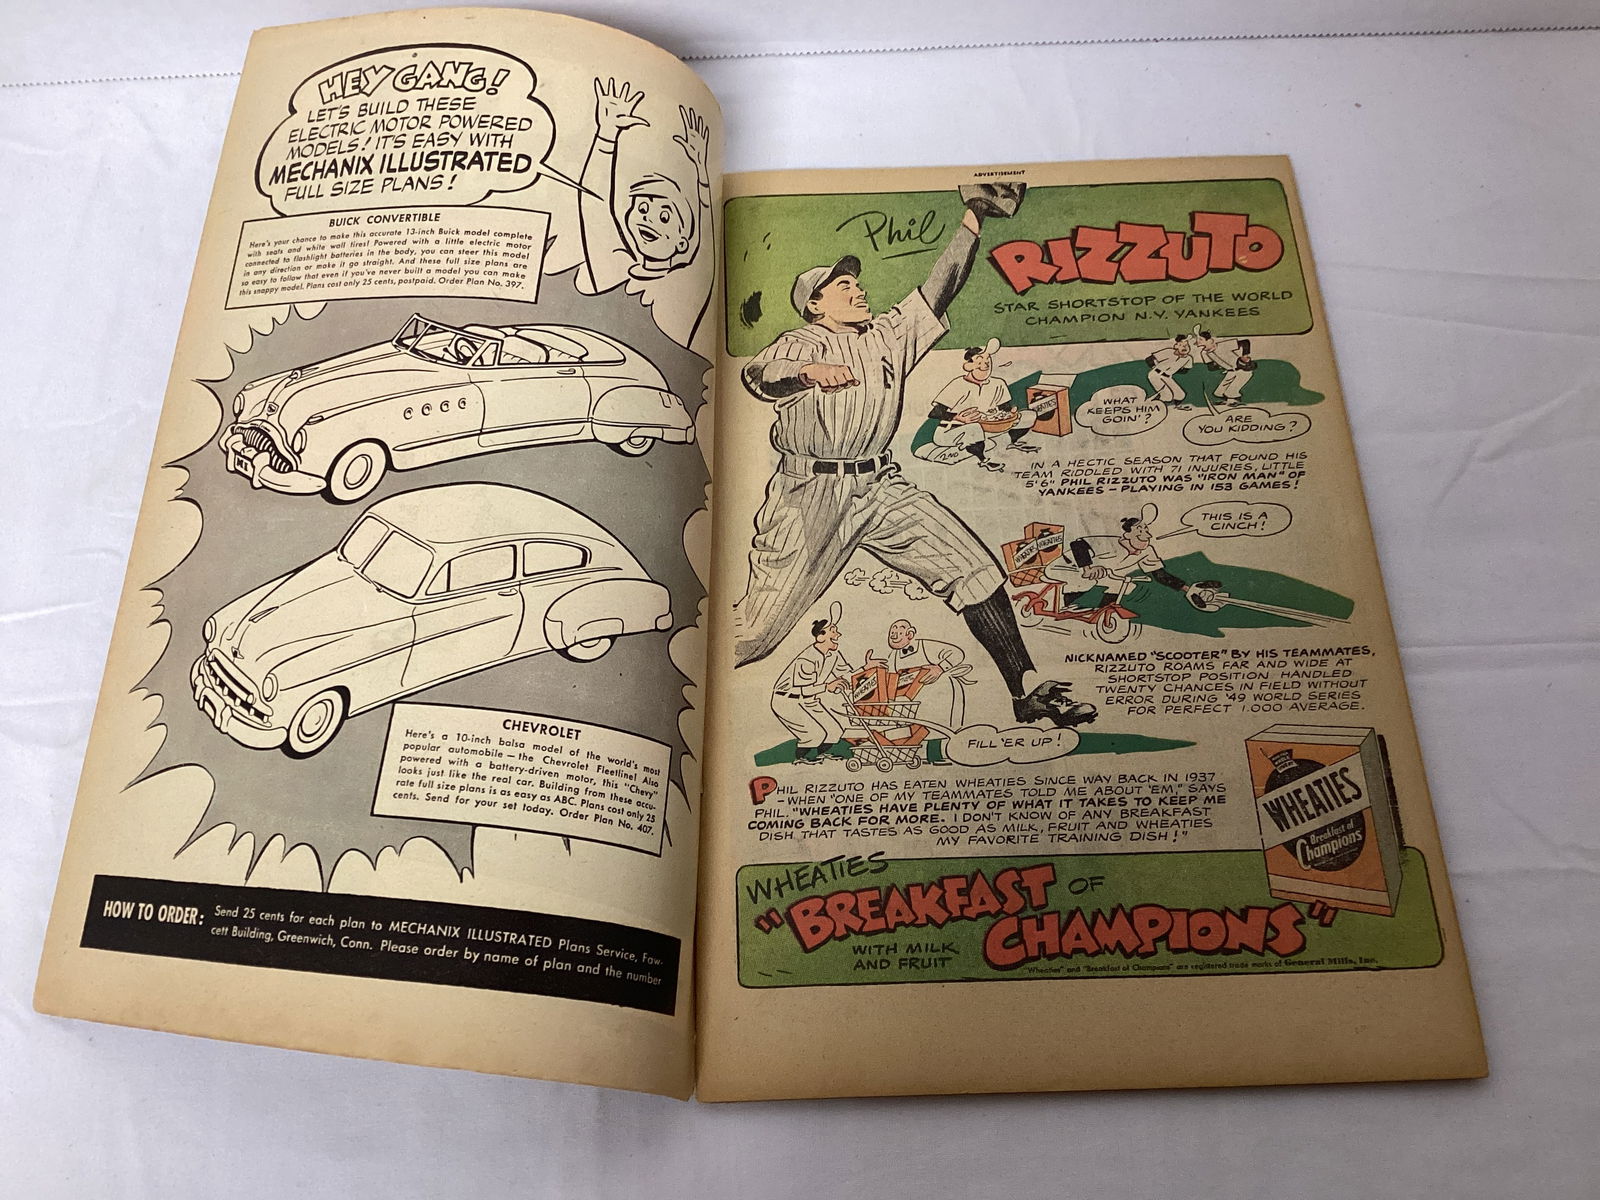 HEY GANG!
LET'S BUILD THESE
ELECTRIC MOTOR POWERED
MODELS! IT'S EASY WITH
MECHANIX ILLUSTRATED
FULL SIZE PLANS!
BUICK CONVERTIBLE
Here's your chance to make this accurate 13-inch Buick model complete
with seats and white wall tires! Powered with a little electric motor
connected to flashlight batteries in the body, you can steer this model
in any direction or make it go straight. And these full size plans are
so easy to follow that even if you've never built a model you can make
this snappy model. Plans cost only 25 cents, postpaid. Order Plan No. 397.
MI
CHEVROLET
Here's a 10-inch balsa model of the world's most
popular automobile — the Chevrolet Fleetline! Also
powered with a battery-driven motor, this "Chevy"
looks just like the real car. Building from these accu-
rate full size plans is as easy as ABC. Plans cost only 25
cents. Send for your set today. Order Plan No. 407.
HOW TO ORDER: Send 25 cents for each plan to MECHANIX ILLUSTRATED Plans Service, Faw-
cett Building, Greenwich, Conn. Please order by name of plan and the number
ADVERTISEMENT
Phil
RIZZUTO
STAR SHORTSTOP OF THE WORLD
CHAMPION N.Y. YANKEES
WHEATIES
2ND
WHAT
KEEPS HIM
GOIN'?
ARE
YOU KIDDING?
IN A HECTIC SEASON THAT FOUND HIS
TEAM RIDDLED WITH 71 INJURIES, LITTLE
5'6" PHIL RIZZUTO WAS "IRON MAN" OF
YANKEES – PLAYING IN 153 GAMES!
THIS IS A
CINCH!
WHEATIES WHEATIES
NICKNAMED "SCOOTER" BY HIS TEAMMATES,
RIZZUTO ROAMS FAR AND WIDE AT
SHORTSTOP POSITION. HANDLED
TWENTY CHANCES IN FIELD WITHOUT
ERROR DURING '49 WORLD SERIES
FOR PERFECT 1.000 AVERAGE.
WHEATIES
FILL 'ER UP!
PHIL RIZZUTO HAS EATEN WHEATIES SINCE WAY BACK IN 1937
– WHEN "ONE OF MY TEAMMATES TOLD ME ABOUT 'EM," SAYS
PHIL. "WHEATIES HAVE PLENTY OF WHAT IT TAKES TO KEEP ME
COMING BACK FOR MORE. I DON'T KNOW OF ANY BREAKFAST
DISH THAT TASTES AS GOOD AS MILK, FRUIT AND WHEATIES
MY FAVORITE TRAINING DISH!"
WHEATIES
Breakfast of
Champions
WHEATIES
"BREAKFAST OF
CHAMPIONS"
WITH MILK
AND FRUIT
"Wheaties" and "Breakfast of Champions" are registered trade marks of General Mills, Inc.